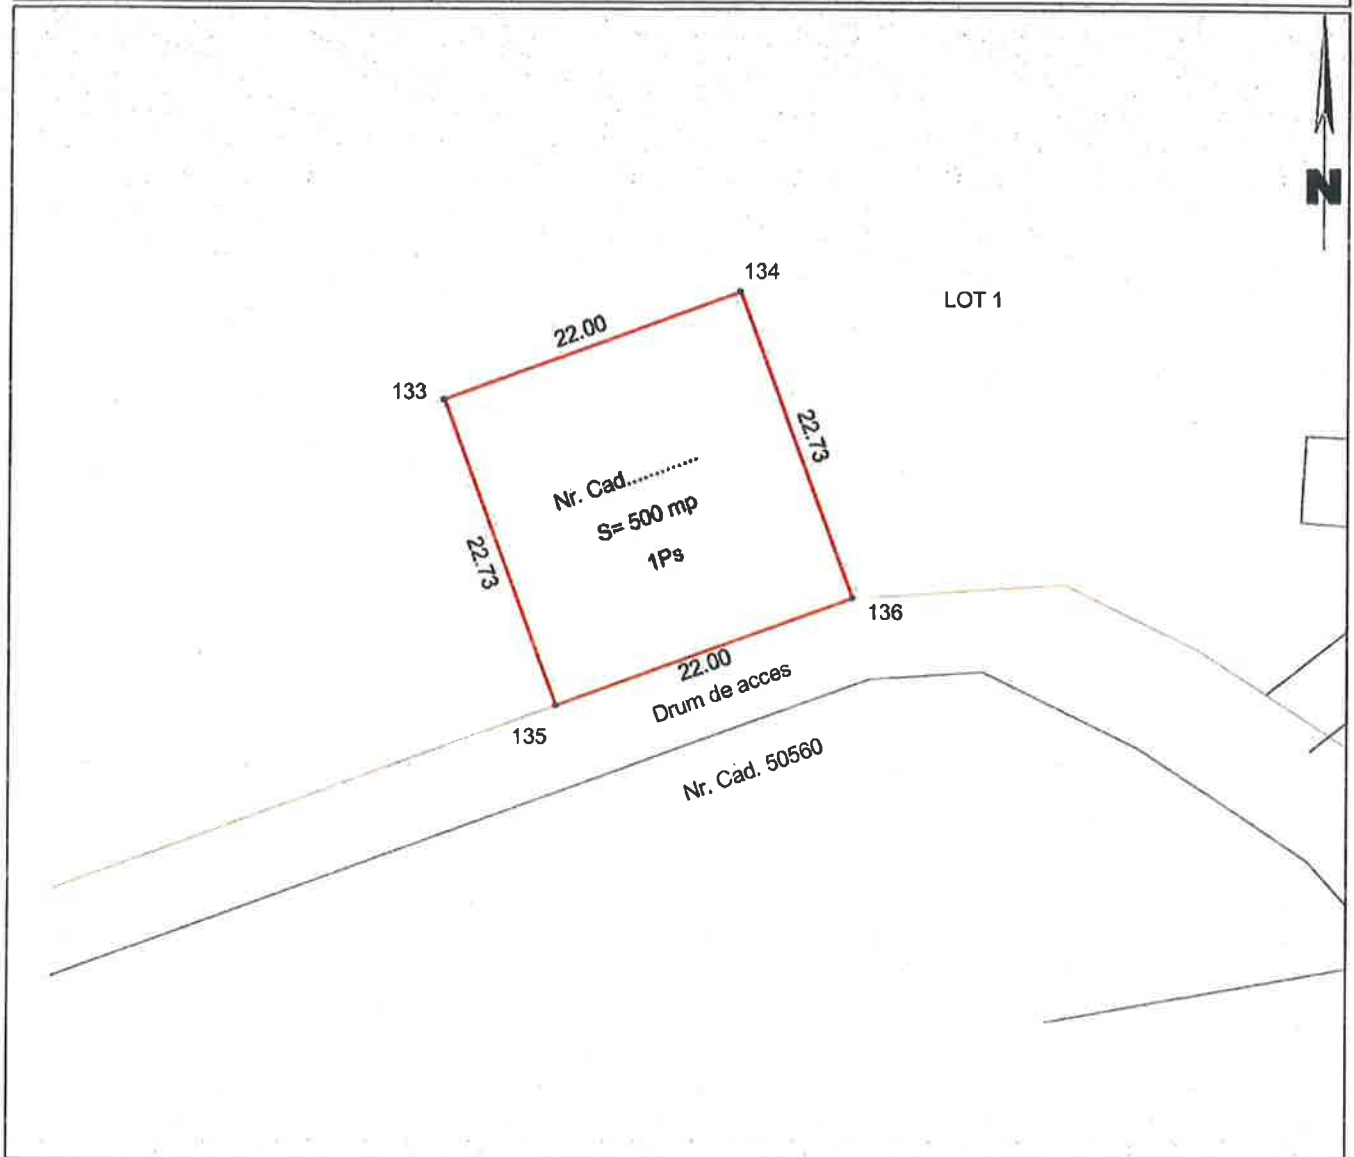 N
134
LOT 1
22.00
133
22.73
Nr. Cad............
S= 500 mp
1Ps
22.73
136
22.00
Drum de acces
135
Nr. Cad. 50560